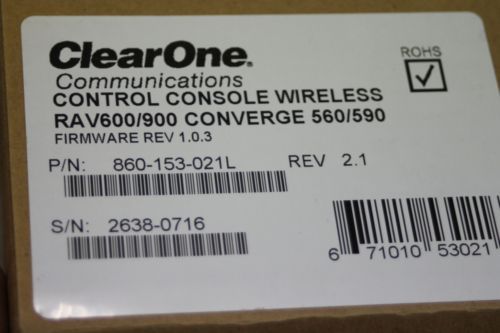 ClearOne®
ROHS
Communications
CONTROL CONSOLE WIRELESS
RAV600/900 CONVERGE 560/590
FIRMWARE REV 1.0.3
P/N: 860-153-021L REV 2.1
S/N: 2638-0716
6 71010 53021